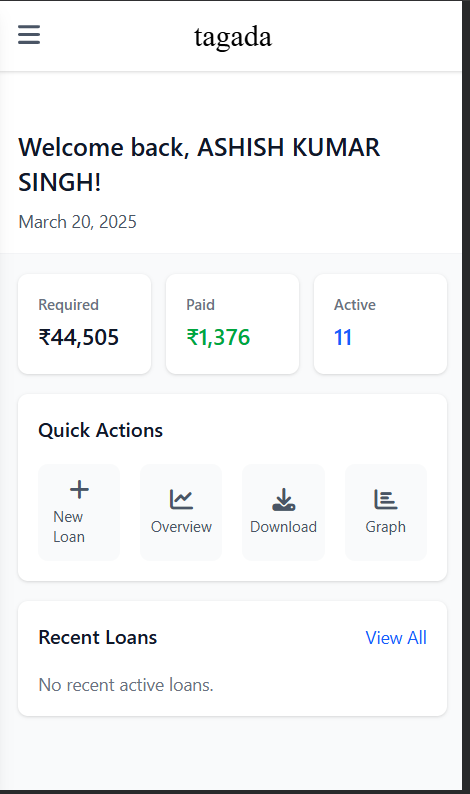 tagada
Welcome back, ASHISH KUMAR
SINGH!
March 20, 2025
Required
₹44,505
Paid
₹1,376
Active
11
Quick Actions
New
Loan
Overview
Download
Graph
Recent Loans
View All
No recent active loans.